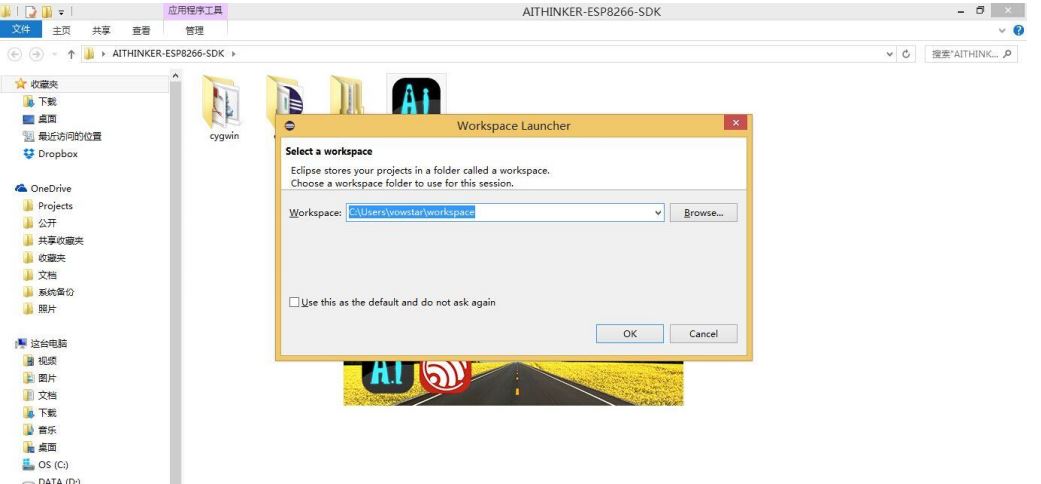 应用程序工具
AITHINKER-ESP8266-SDK
文件 主页 共享 查看 管理
AITHINKER-ESP8266-SDK
搜索"AITHINK...
收藏夹
下载
桌面
最近访问的位置
Dropbox
OneDrive
Projects
公开
共享收藏夹
收藏夹
文档
系统备份
照片
这台电脑
视频
图片
文档
下载
音乐
桌面
OS (C:)
DATA (D:)
cygwin
Ai
Workspace Launcher
Select a workspace
Eclipse stores your projects in a folder called a workspace.
Choose a workspace folder to use for this session.
Workspace: C:\Users\vowstar\workspace Browse...
Use this as the default and do not ask again
OK Cancel
A.I